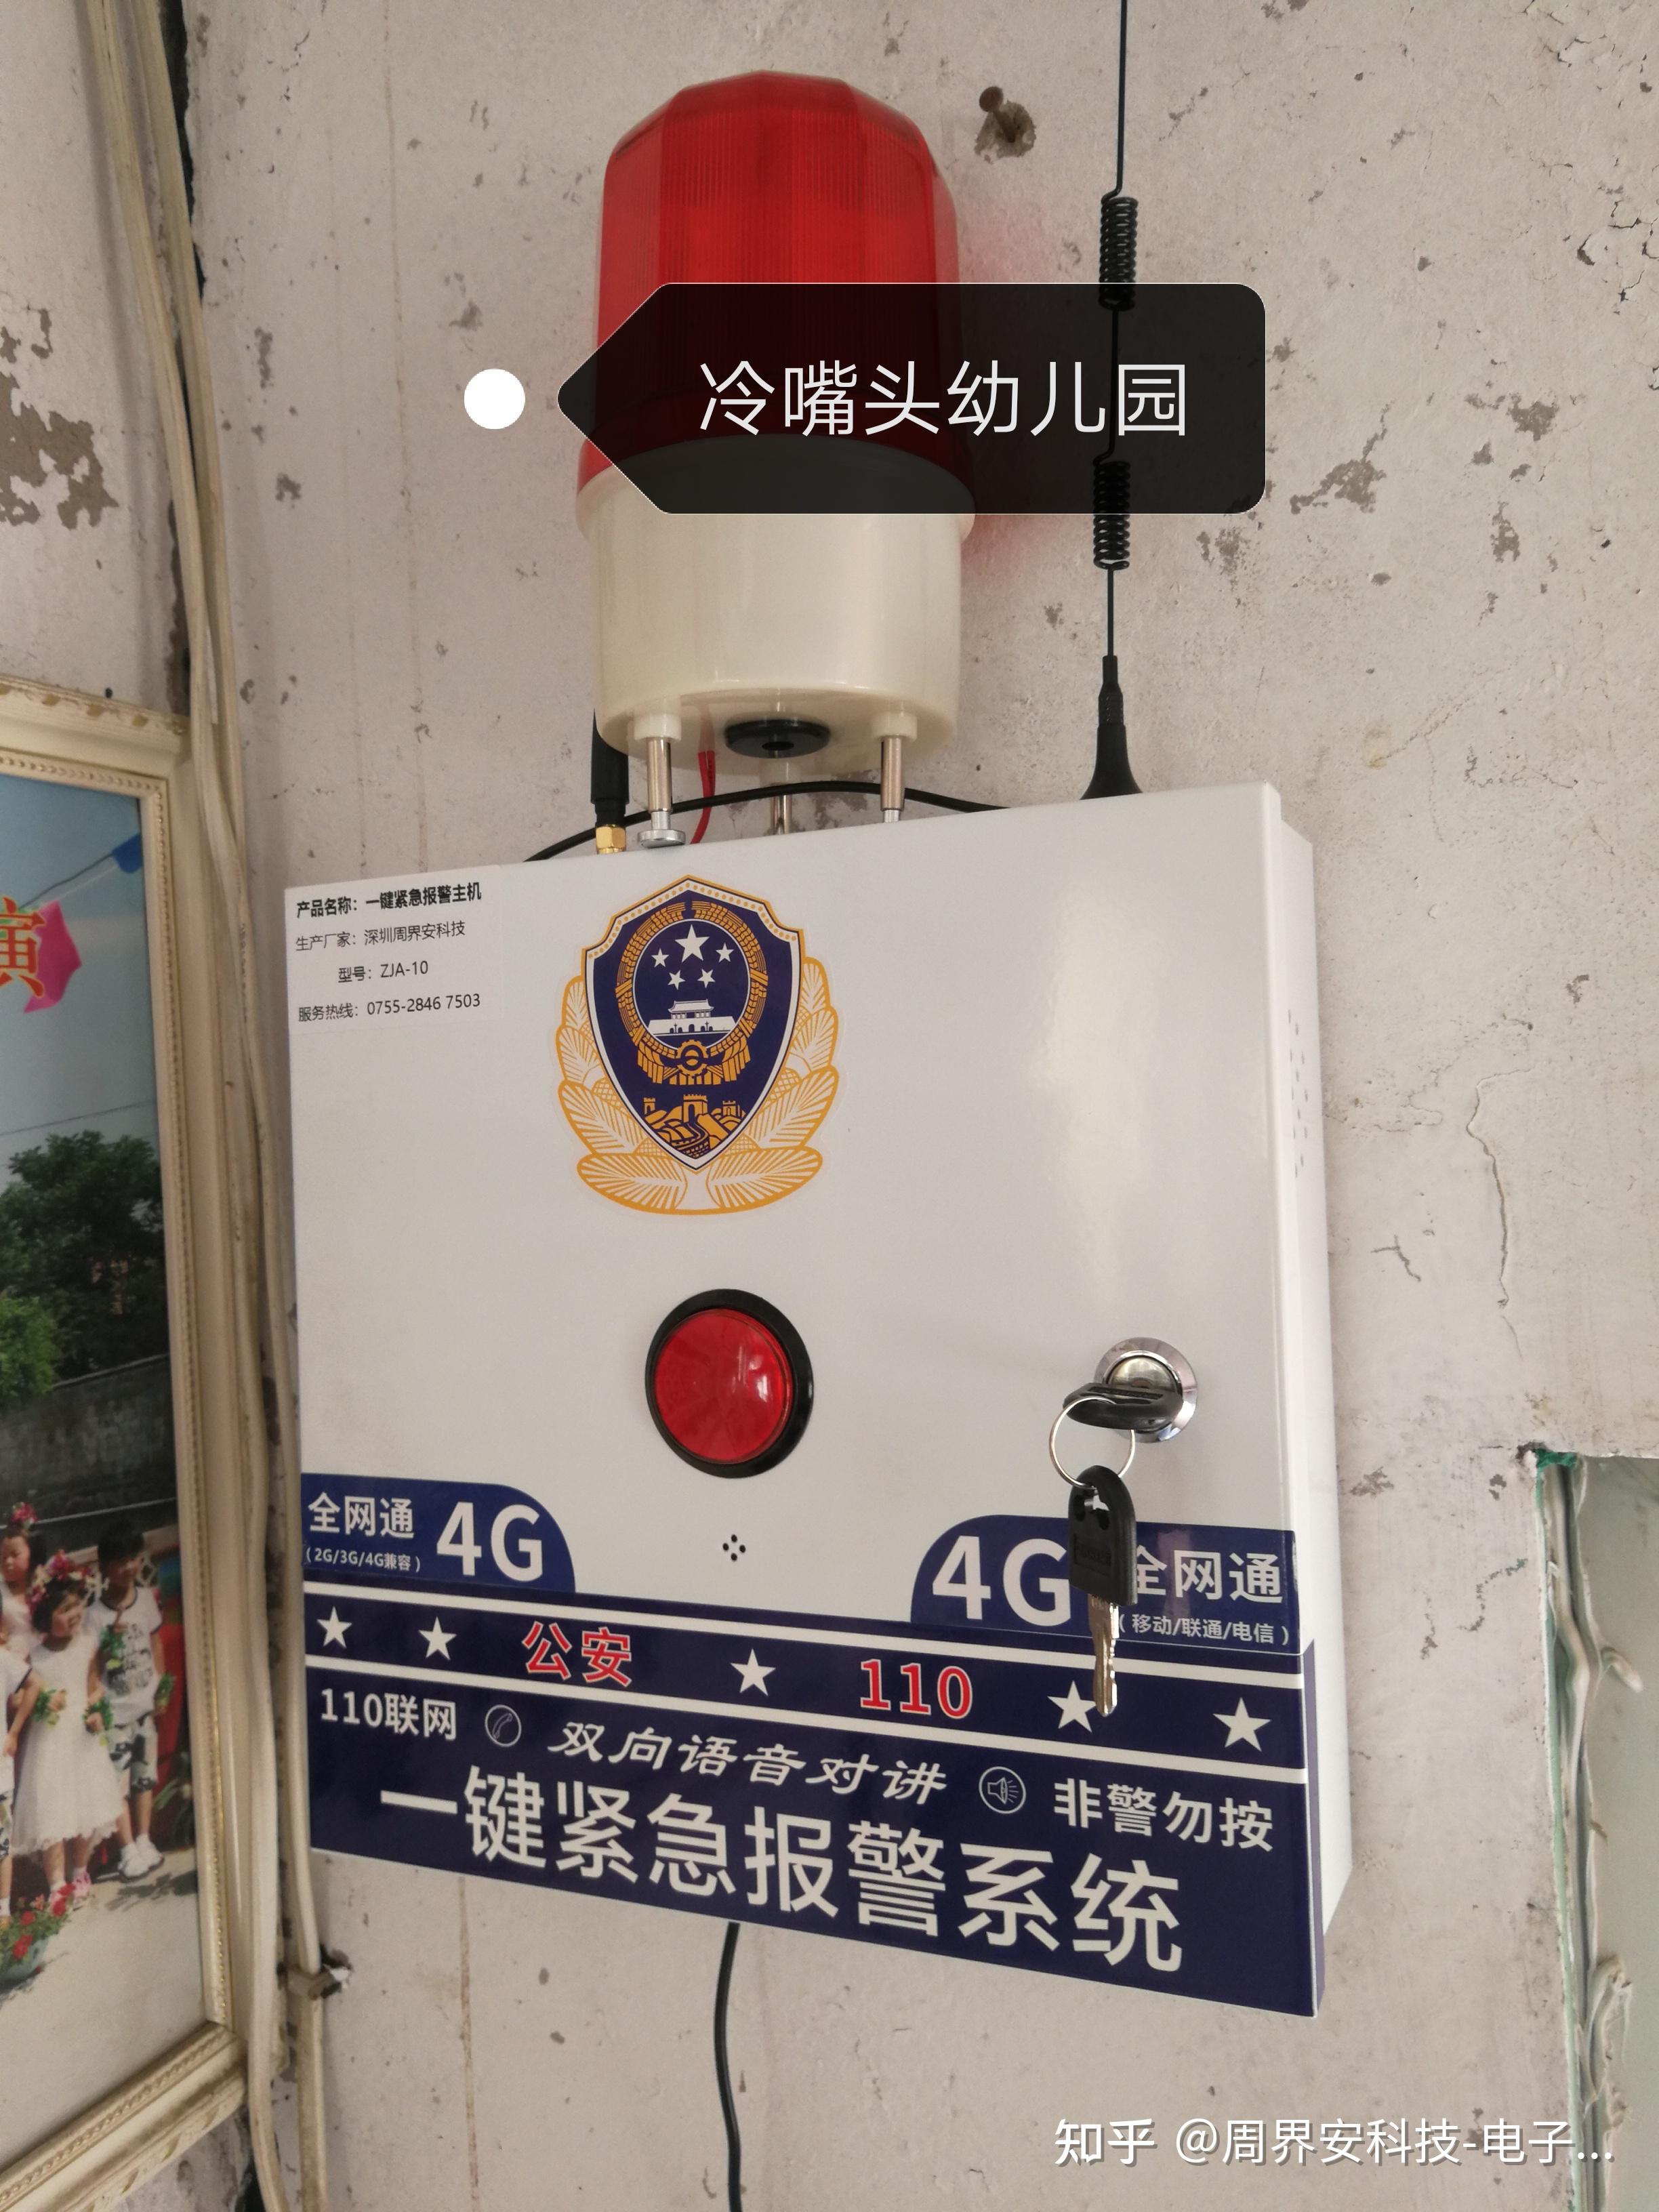 冷嘴头幼儿园
产品名称：一键紧急报警主机
生产厂家：深圳周界安科技
型号：ZJA-10
服务热线：0755-2846 7503
演
全网通 4G
（2G/3G/4G兼容）
4G 全网通
（移动/联通/电信）
★ ★ 公安 ★ 110 ★ ★
110联网 双向语音对讲 非警勿按
一键紧急报警系统
知乎 @周界安科技-电子...